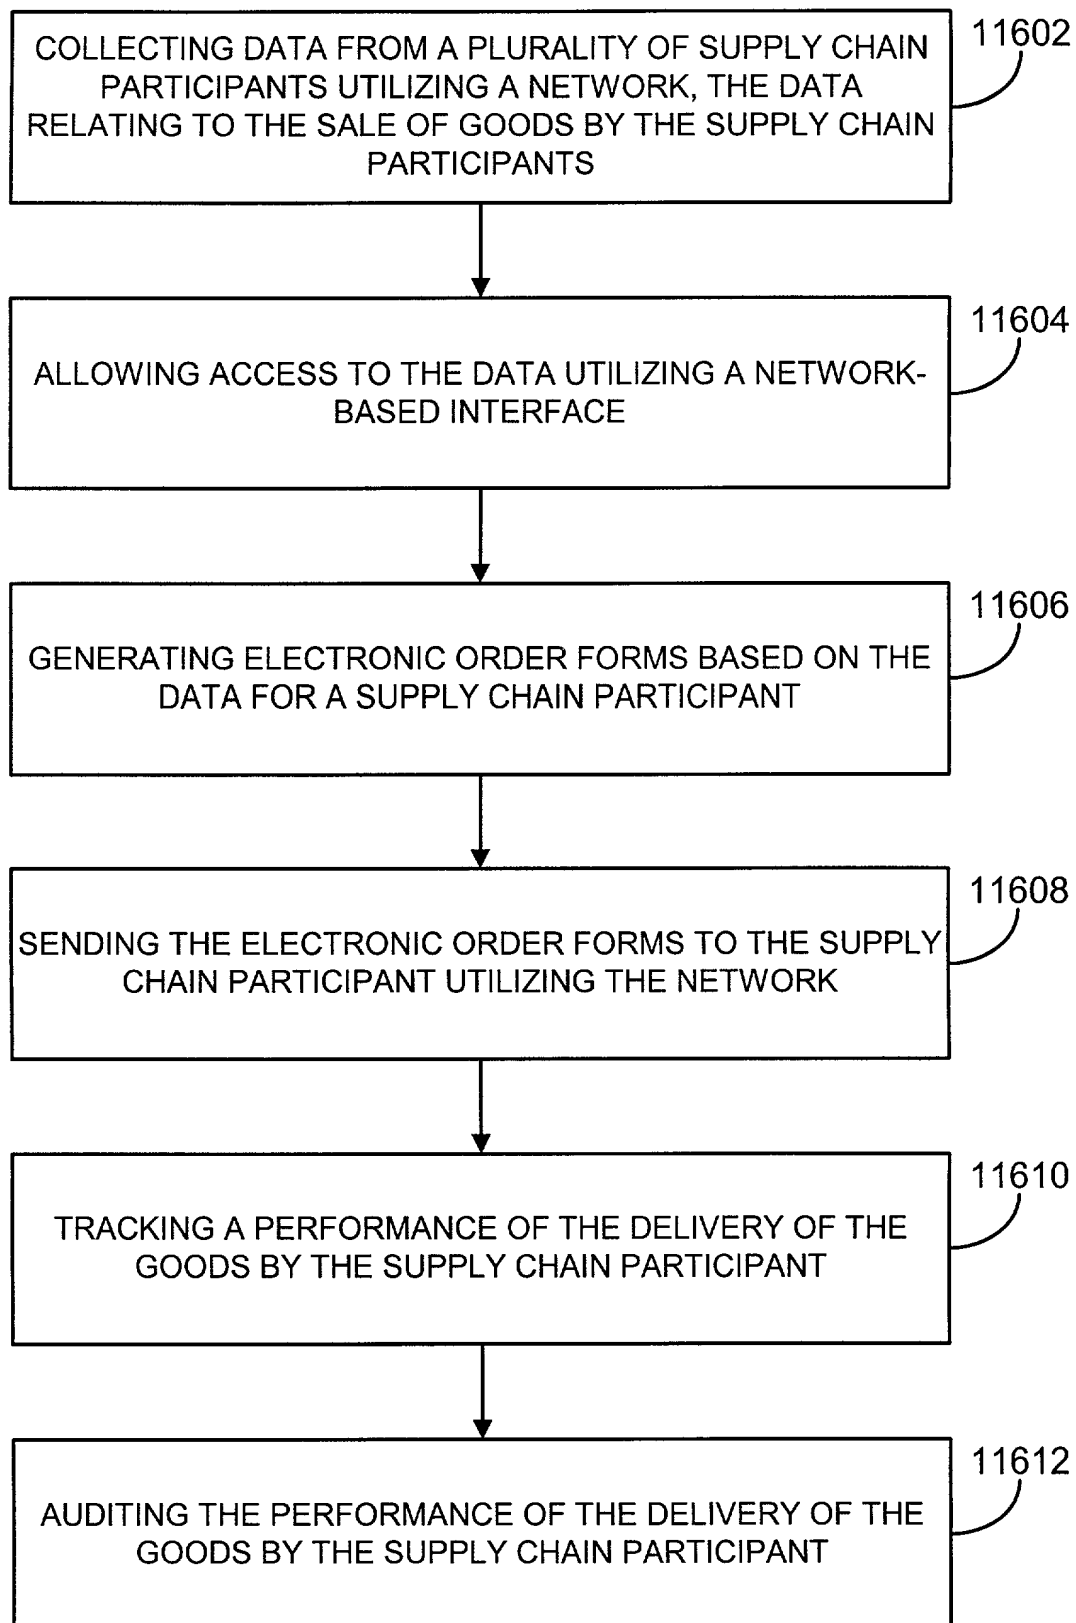 COLLECTING DATA FROM A PLURALITY OF SUPPLY CHAIN
PARTICIPANTS UTILIZING A NETWORK, THE DATA
RELATING TO THE SALE OF GOODS BY THE SUPPLY CHAIN
PARTICIPANTS
11602
ALLOWING ACCESS TO THE DATA UTILIZING A NETWORK-
BASED INTERFACE
11604
GENERATING ELECTRONIC ORDER FORMS BASED ON THE
DATA FOR A SUPPLY CHAIN PARTICIPANT
11606
SENDING THE ELECTRONIC ORDER FORMS TO THE SUPPLY
CHAIN PARTICIPANT UTILIZING THE NETWORK
11608
TRACKING A PERFORMANCE OF THE DELIVERY OF THE
GOODS BY THE SUPPLY CHAIN PARTICIPANT
11610
AUDITING THE PERFORMANCE OF THE DELIVERY OF THE
GOODS BY THE SUPPLY CHAIN PARTICIPANT
11612